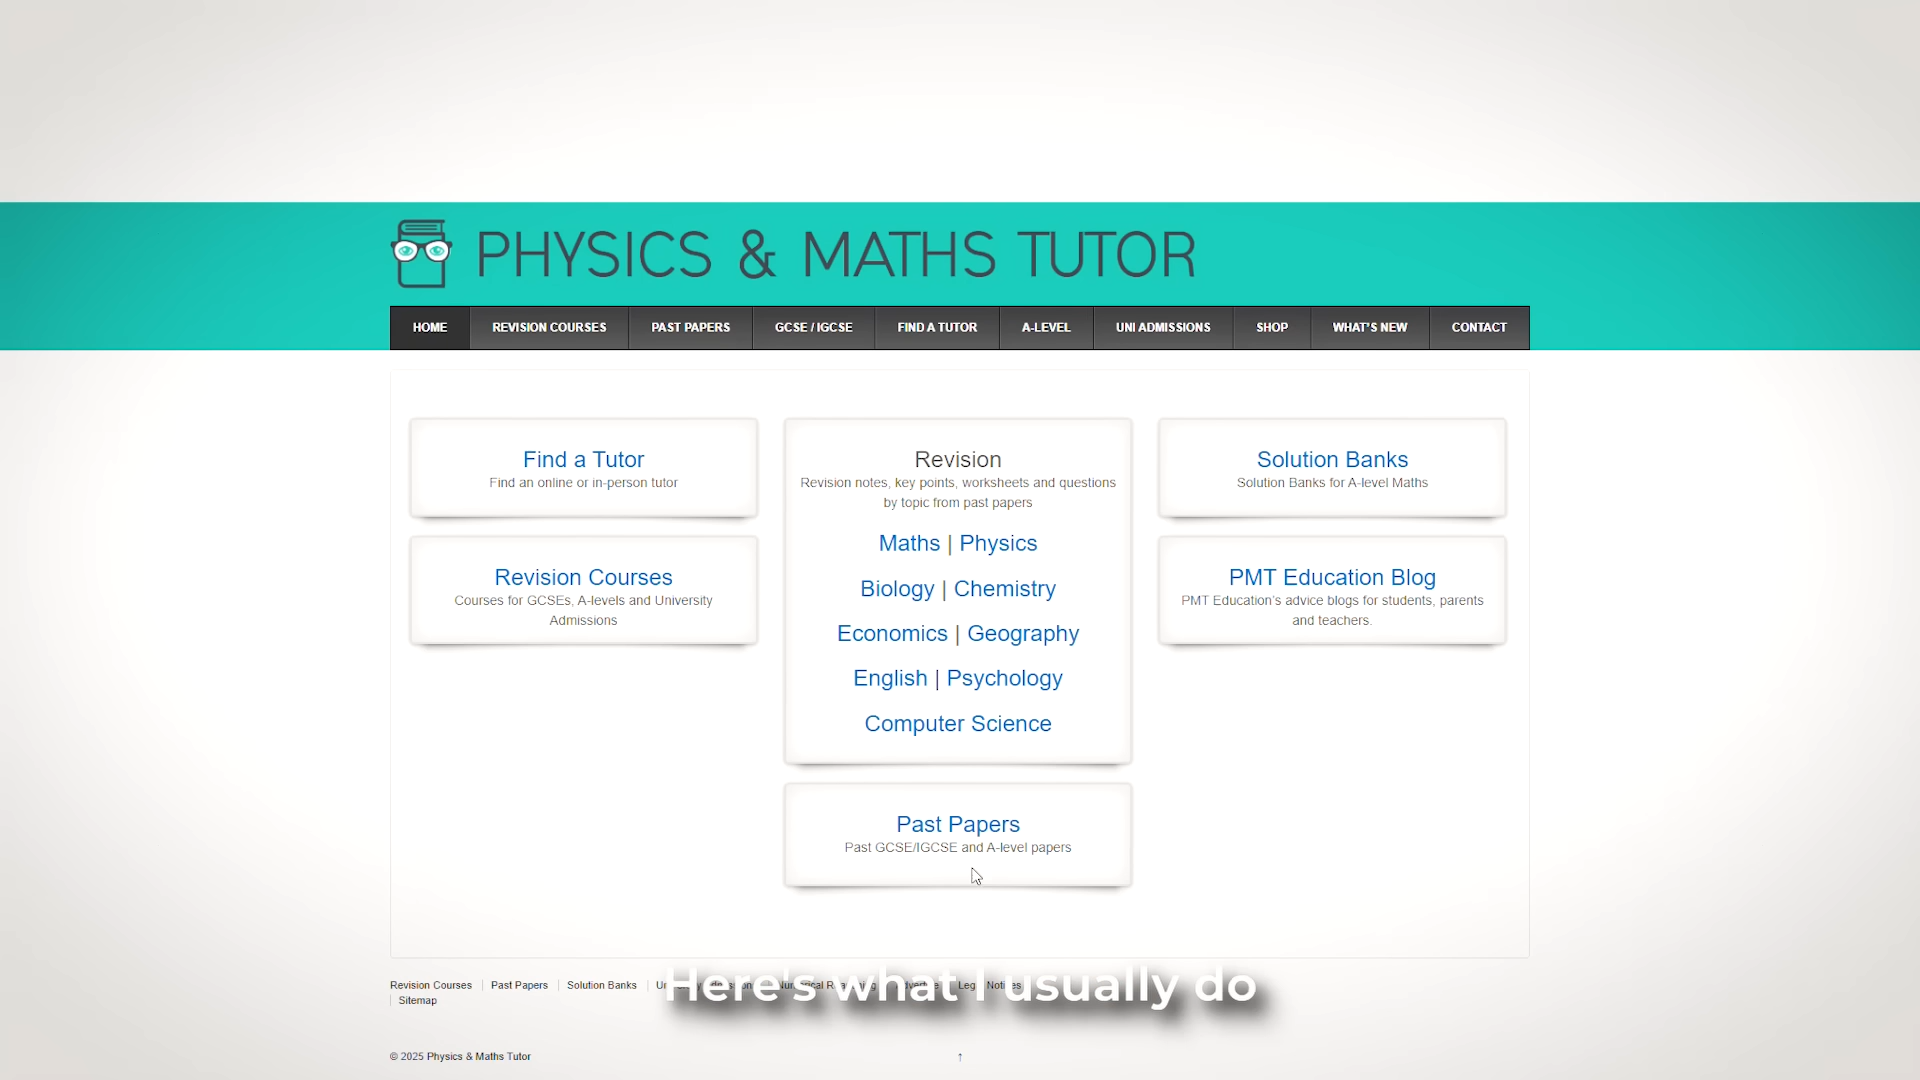 PHYSICS & MATHS TUTOR
HOME REVISION COURSES PAST PAPERS GCSE / IGCSE FIND A TUTOR A-LEVEL UNI ADMISSIONS SHOP WHAT'S NEW CONTACT
Find a Tutor
Find an online or in-person tutor
Revision Courses
Courses for GCSEs, A-levels and University
Admissions
Revision
Revision notes, key points, worksheets and questions
by topic from past papers
Maths | Physics
Biology | Chemistry
Economics | Geography
English | Psychology
Computer Science
Past Papers
Past GCSE/IGCSE and A-level papers
Solution Banks
Solution Banks for A-level Maths
PMT Education Blog
PMT Education's advice blogs for students, parents
and teachers.
Revision Courses Past Papers Solution Banks
Sitemap
Here's what I usually do
© 2025 Physics & Maths Tutor
↑